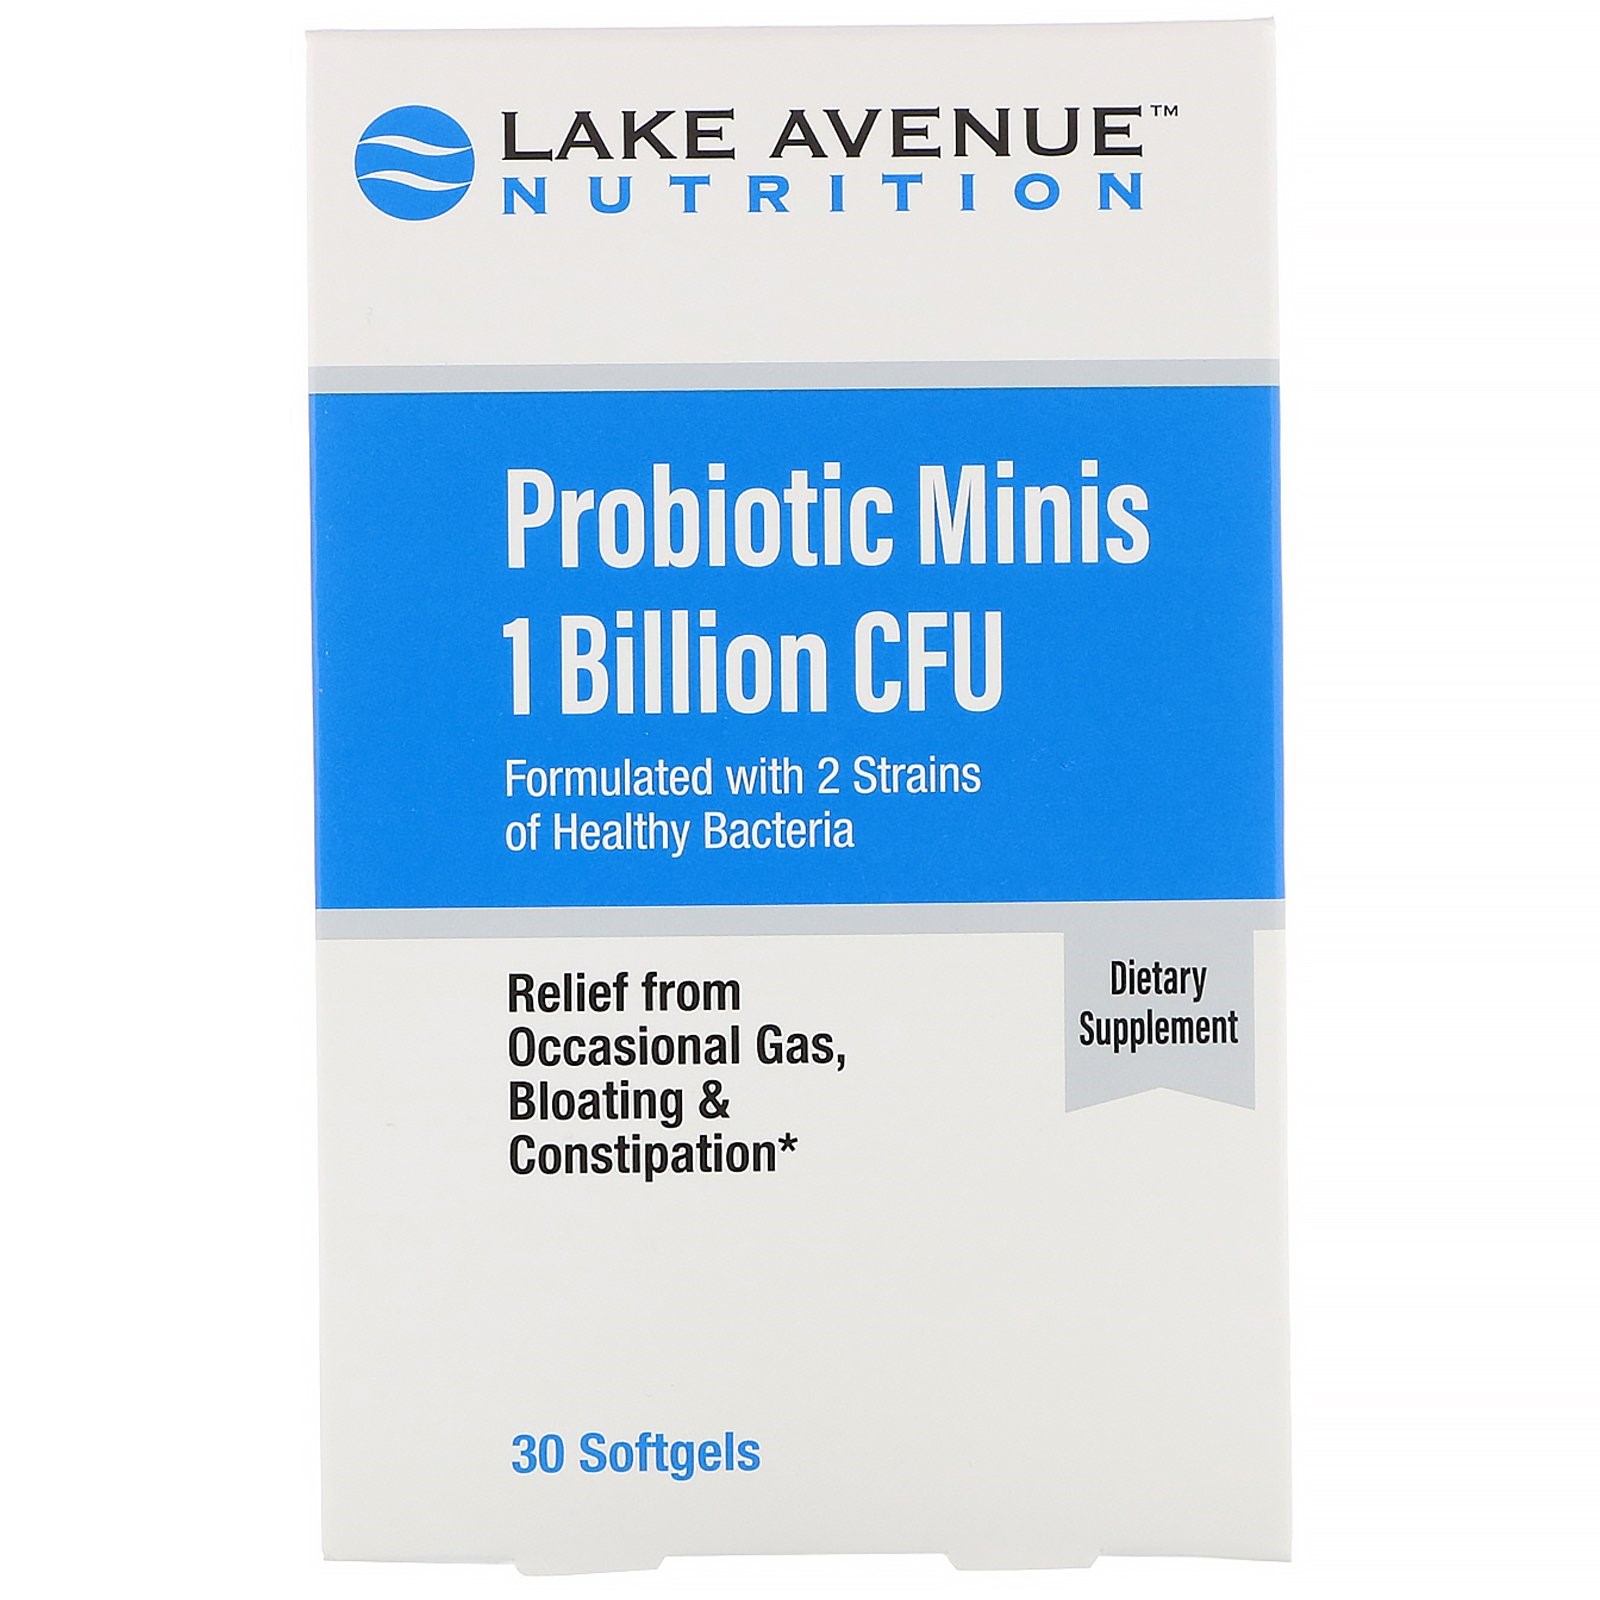 LAKE AVENUE™
NUTRITION
Probiotic Minis
1 Billion CFU
Formulated with 2 Strains
of Healthy Bacteria
Dietary
Supplement
Relief from
Occasional Gas,
Bloating &
Constipation*
30 Softgels